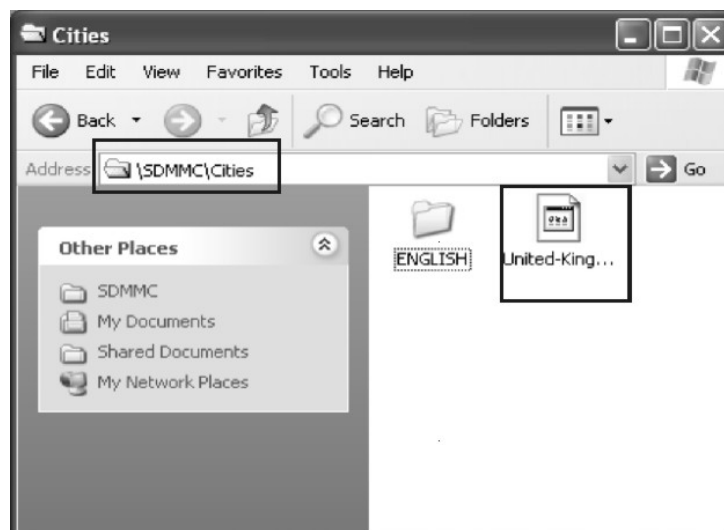 Cities
File Edit View Favorites Tools Help
Back Search Folders
Address \SDMMC\Cities Go
Other Places
SDMMC
My Documents
Shared Documents
My Network Places
ENGLISH United-King...